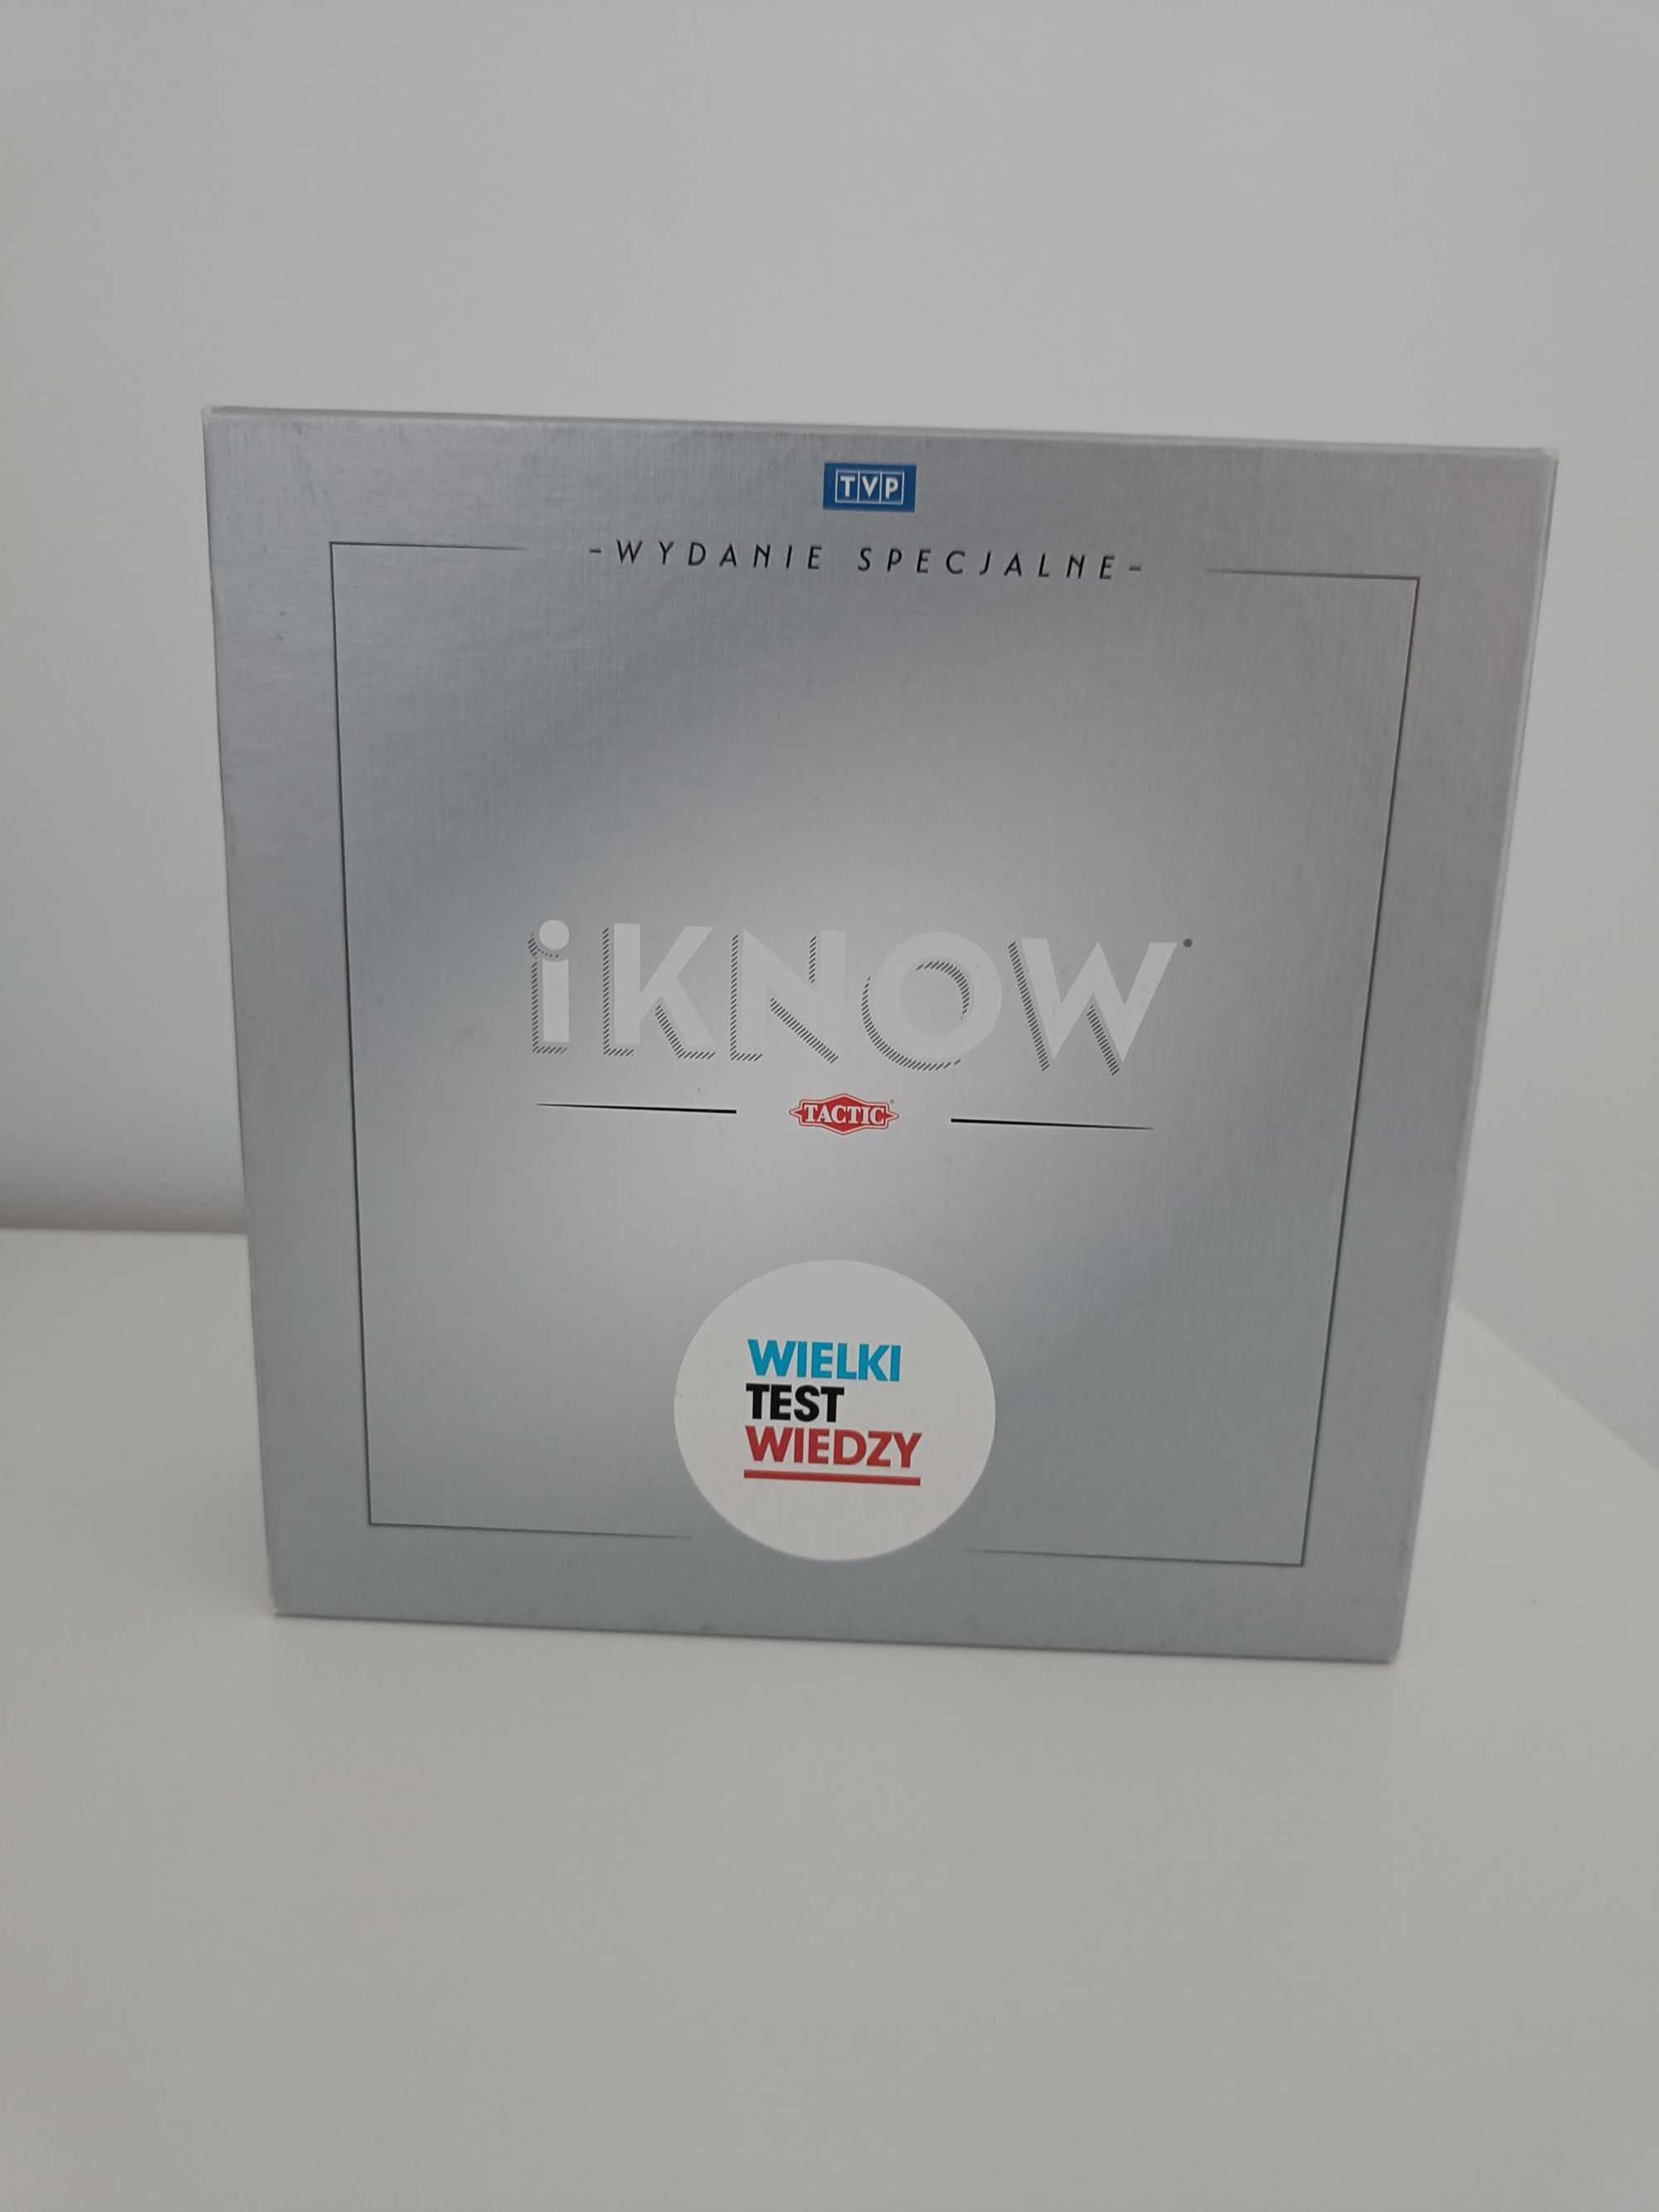 TVP
-WYDANIE SPECJALNE-
iKNOW
TACTIC
WIELKI
TEST
WIEDZY